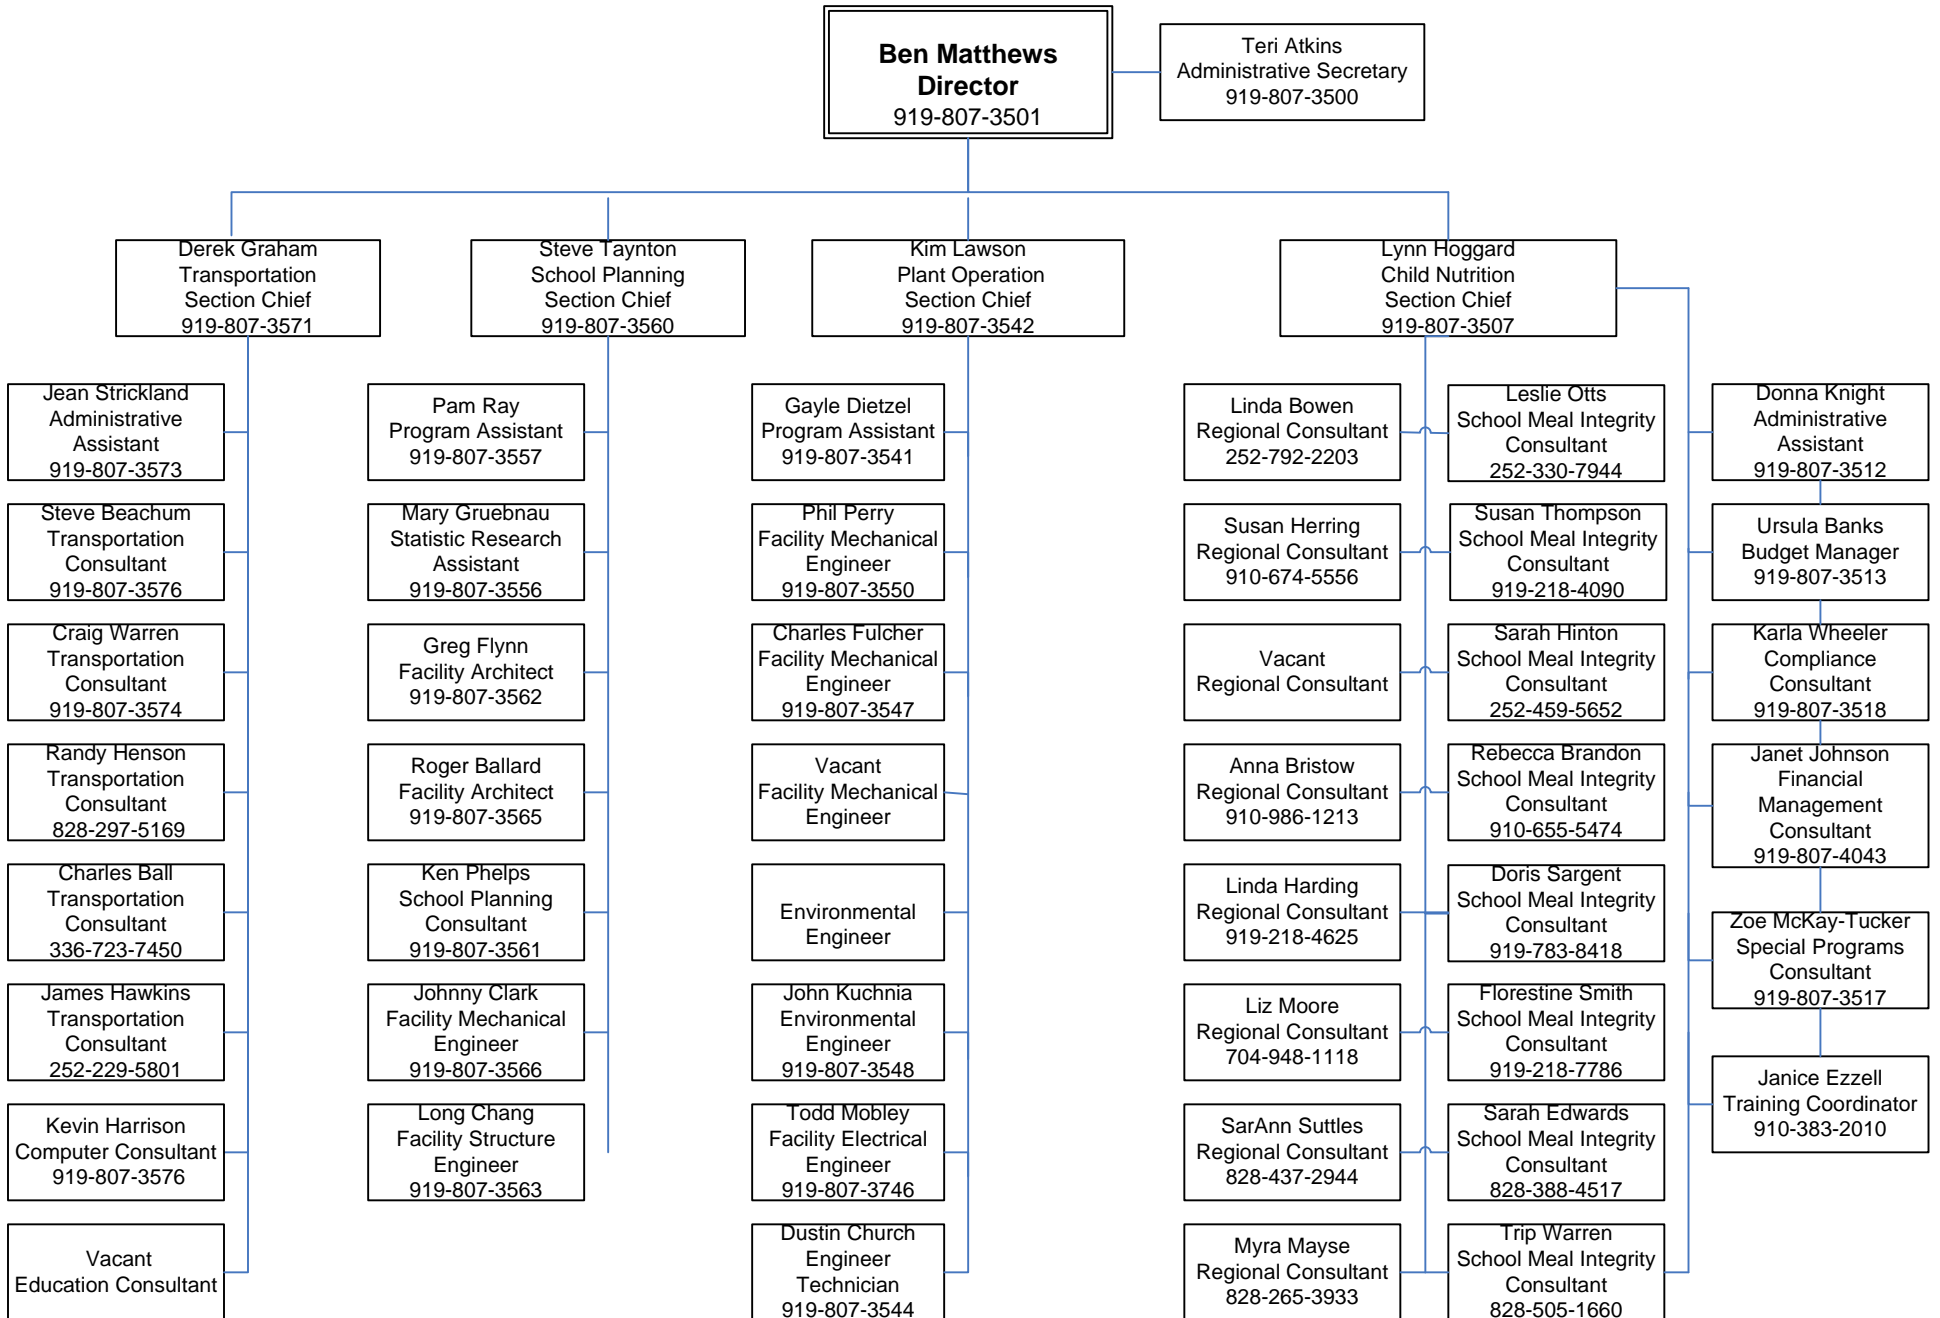 Ben Matthews
Director
919-807-3501
Teri Atkins
Administrative Secretary
919-807-3500
Derek Graham
Transportation
Section Chief
919-807-3571
Steve Taynton
School Planning
Section Chief
919-807-3560
Kim Lawson
Plant Operation
Section Chief
919-807-3542
Lynn Hoggard
Child Nutrition
Section Chief
919-807-3507
Jean Strickland
Administrative
Assistant
919-807-3573
Steve Beachum
Transportation
Consultant
919-807-3576
Craig Warren
Transportation
Consultant
919-807-3574
Randy Henson
Transportation
Consultant
828-297-5169
Charles Ball
Transportation
Consultant
336-723-7450
James Hawkins
Transportation
Consultant
252-229-5801
Kevin Harrison
Computer Consultant
919-807-3576
Vacant
Education Consultant
Pam Ray
Program Assistant
919-807-3557
Mary Gruebnau
Statistic Research
Assistant
919-807-3556
Greg Flynn
Facility Architect
919-807-3562
Roger Ballard
Facility Architect
919-807-3565
Ken Phelps
School Planning
Consultant
919-807-3561
Johnny Clark
Facility Mechanical
Engineer
919-807-3566
Long Chang
Facility Structure
Engineer
919-807-3563
Gayle Dietzel
Program Assistant
919-807-3541
Phil Perry
Facility Mechanical
Engineer
919-807-3550
Charles Fulcher
Facility Mechanical
Engineer
919-807-3547
Vacant
Facility Mechanical
Engineer
Environmental
Engineer
John Kuchnia
Environmental
Engineer
919-807-3548
Todd Mobley
Facility Electrical
Engineer
919-807-3746
Dustin Church
Engineer
Technician
919-807-3544
Linda Bowen
Regional Consultant
252-792-2203
Susan Herring
Regional Consultant
910-674-5556
Vacant
Regional Consultant
Anna Bristow
Regional Consultant
910-986-1213
Linda Harding
Regional Consultant
919-218-4625
Liz Moore
Regional Consultant
704-948-1118
SarAnn Suttles
Regional Consultant
828-437-2944
Myra Mayse
Regional Consultant
828-265-3933
Leslie Otts
School Meal Integrity
Consultant
252-330-7944
Susan Thompson
School Meal Integrity
Consultant
919-218-4090
Sarah Hinton
School Meal Integrity
Consultant
252-459-5652
Rebecca Brandon
School Meal Integrity
Consultant
910-655-5474
Doris Sargent
School Meal Integrity
Consultant
919-783-8418
Florestine Smith
School Meal Integrity
Consultant
919-218-7786
Sarah Edwards
School Meal Integrity
Consultant
828-388-4517
Trip Warren
School Meal Integrity
Consultant
828-505-1660
Donna Knight
Administrative
Assistant
919-807-3512
Ursula Banks
Budget Manager
919-807-3513
Karla Wheeler
Compliance
Consultant
919-807-3518
Janet Johnson
Financial
Management
Consultant
919-807-4043
Zoe McKay-Tucker
Special Programs
Consultant
919-807-3517
Janice Ezzell
Training Coordinator
910-383-2010